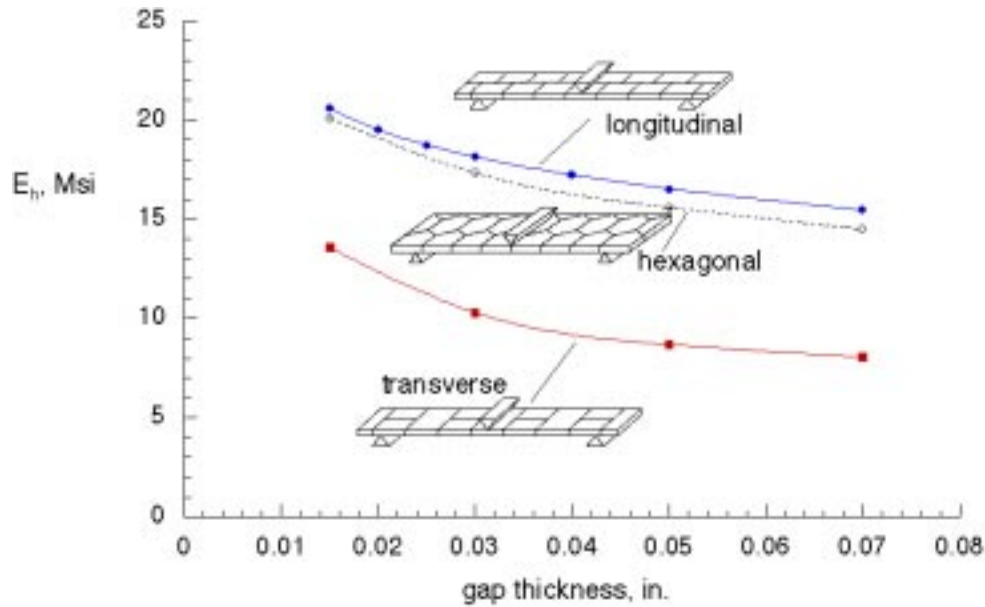 25
20
15
10
5
0
E_h, Msi
longitudinal
hexagonal
transverse
0 0.01 0.02 0.03 0.04 0.05 0.06 0.07 0.08
gap thickness, in.